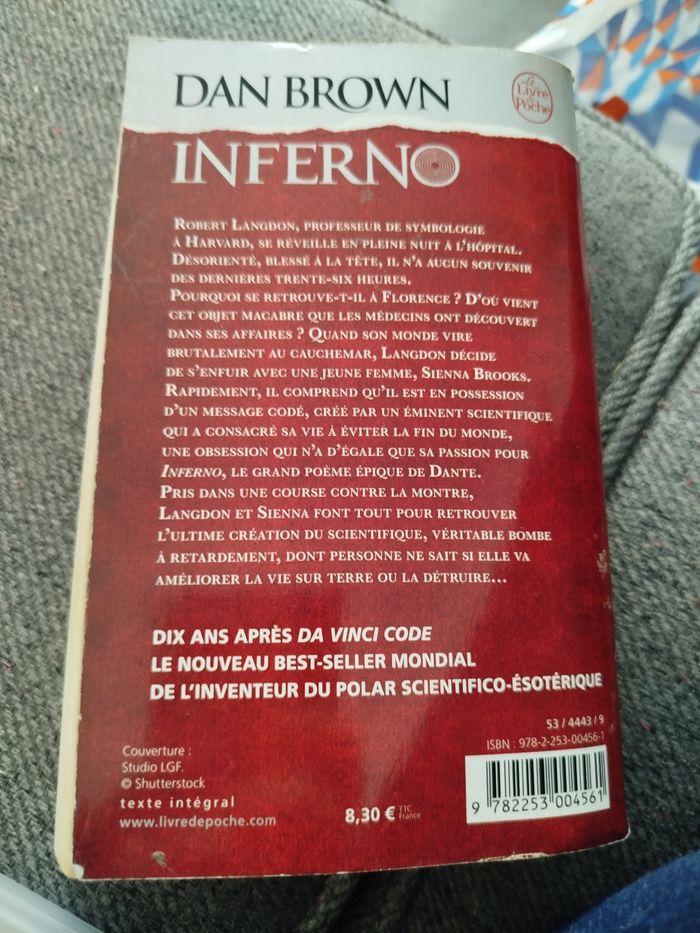 DAN BROWN
Le Livre de Poche
INFERNO
ROBERT LANGDON, PROFESSEUR DE SYMBOLOGIE
À HARVARD, SE RÉVEILLE EN PLEINE NUIT À L'HÔPITAL.
DÉSORIENTÉ, BLESSÉ À LA TÊTE, IL N'A AUCUN SOUVENIR
DES DERNIÈRES TRENTE-SIX HEURES.
POURQUOI SE RETROUVE-T-IL À FLORENCE ? D'OÙ VIENT
CET OBJET MACABRE QUE LES MÉDECINS ONT DÉCOUVERT
DANS SES AFFAIRES ? QUAND SON MONDE VIRE
BRUTALEMENT AU CAUCHEMAR, LANGDON DÉCIDE
DE S'ENFUIR AVEC UNE JEUNE FEMME, SIENNA BROOKS.
RAPIDEMENT, IL COMPREND QU'IL EST EN POSSESSION
D'UN MESSAGE CODÉ, CRÉÉ PAR UN ÉMINENT SCIENTIFIQUE
QUI A CONSACRÉ SA VIE À ÉVITER LA FIN DU MONDE,
UNE OBSESSION QUI N'A D'ÉGALE QUE SA PASSION POUR
INFERNO, LE GRAND POÈME ÉPIQUE DE DANTE.
PRIS DANS UNE COURSE CONTRE LA MONTRE,
LANGDON ET SIENNA FONT TOUT POUR RETROUVER
L'ULTIME CRÉATION DU SCIENTIFIQUE, VÉRITABLE BOMBE
À RETARDEMENT, DONT PERSONNE NE SAIT SI ELLE VA
AMÉLIORER LA VIE SUR TERRE OU LA DÉTRUIRE...
DIX ANS APRÈS DA VINCI CODE
LE NOUVEAU BEST-SELLER MONDIAL
DE L'INVENTEUR DU POLAR SCIENTIFICO-ÉSOTÉRIQUE
53 / 4443 / 9
ISBN : 978-2-253-00456-1
Couverture :
Studio LGF.
© Shutterstock
texte intégral
www.livredepoche.com
8,30 € TTC France
9 782253 004561